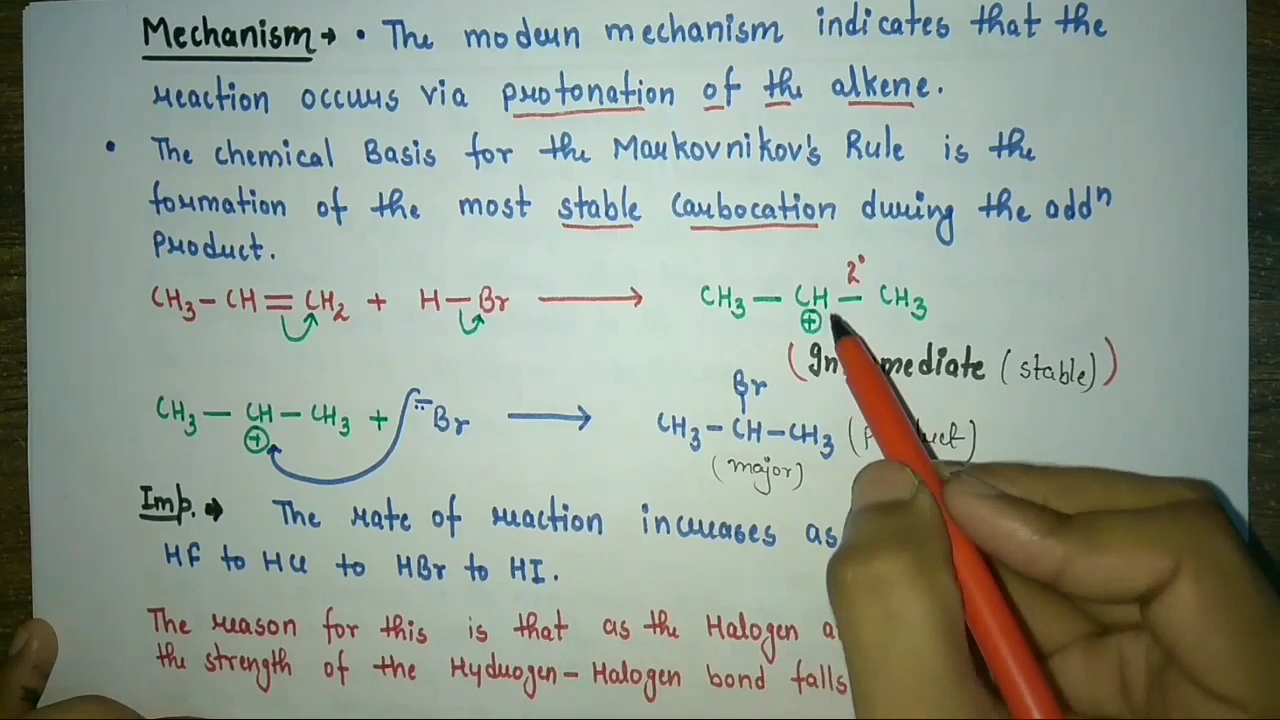 Mechanism → • The modern mechanism indicates that the
reaction occurs via protonation of the alkene.
• The chemical Basis for the Markovnikov's Rule is the
formation of the most stable carbocation during the addⁿ
Product.
CH₃ − CH = CH₂ + H − Br ⟶ CH₃ − CH − CH₃ 2°
⊕
(stable))
Br
CH₃ − CH − CH₃ + :Br ⟶ CH₃ − CH − CH₃
⊕
(major)
Imp. → The rate of reaction increases as
HF to HCl to HBr to HI.
The reason for this is that as the Halogen
the strength of the Hydrogen − Halogen bond falls